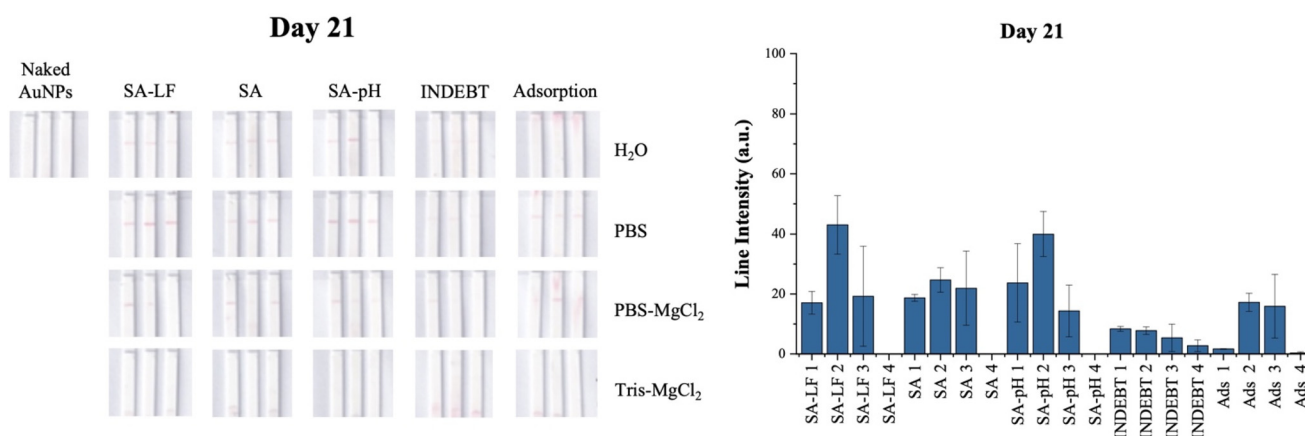 Day 21
Naked
AuNPs
SA-LF
SA
SA-pH
INDEBT
Adsorption
H₂O
PBS
PBS-MgCl₂
Tris-MgCl₂
Day 21
Line Intensity (a.u.)
100
80
60
40
20
0
SA-LF 1
SA-LF 2
SA-LF 3
SA-LF 4
SA 1
SA 2
SA 3
SA 4
SA-pH 1
SA-pH 2
SA-pH 3
SA-pH 4
INDEBT 1
INDEBT 2
INDEBT 3
INDEBT 4
Ads 1
Ads 2
Ads 3
Ads 4